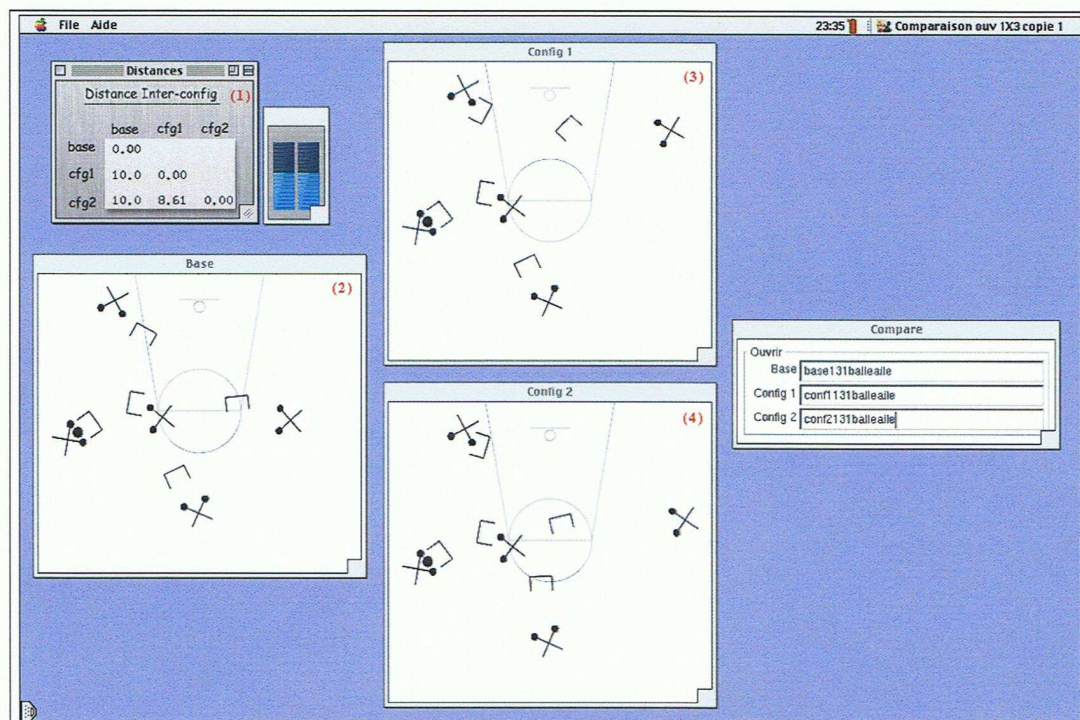 File Aide
23:35 Comparaison ouv 1X3 copie 1
Distances
Distance Inter-config (1)
base cfg1 cfg2
base 0.00
cfg1 10.0 0.00
cfg2 10.0 8.61 0.00
Config 1
(3)
Base
(2)
Config 2
(4)
Compare
Ouvrir
Base base131balleaile
Config 1 conf1131balleaile
Config 2 conf2131balleaile